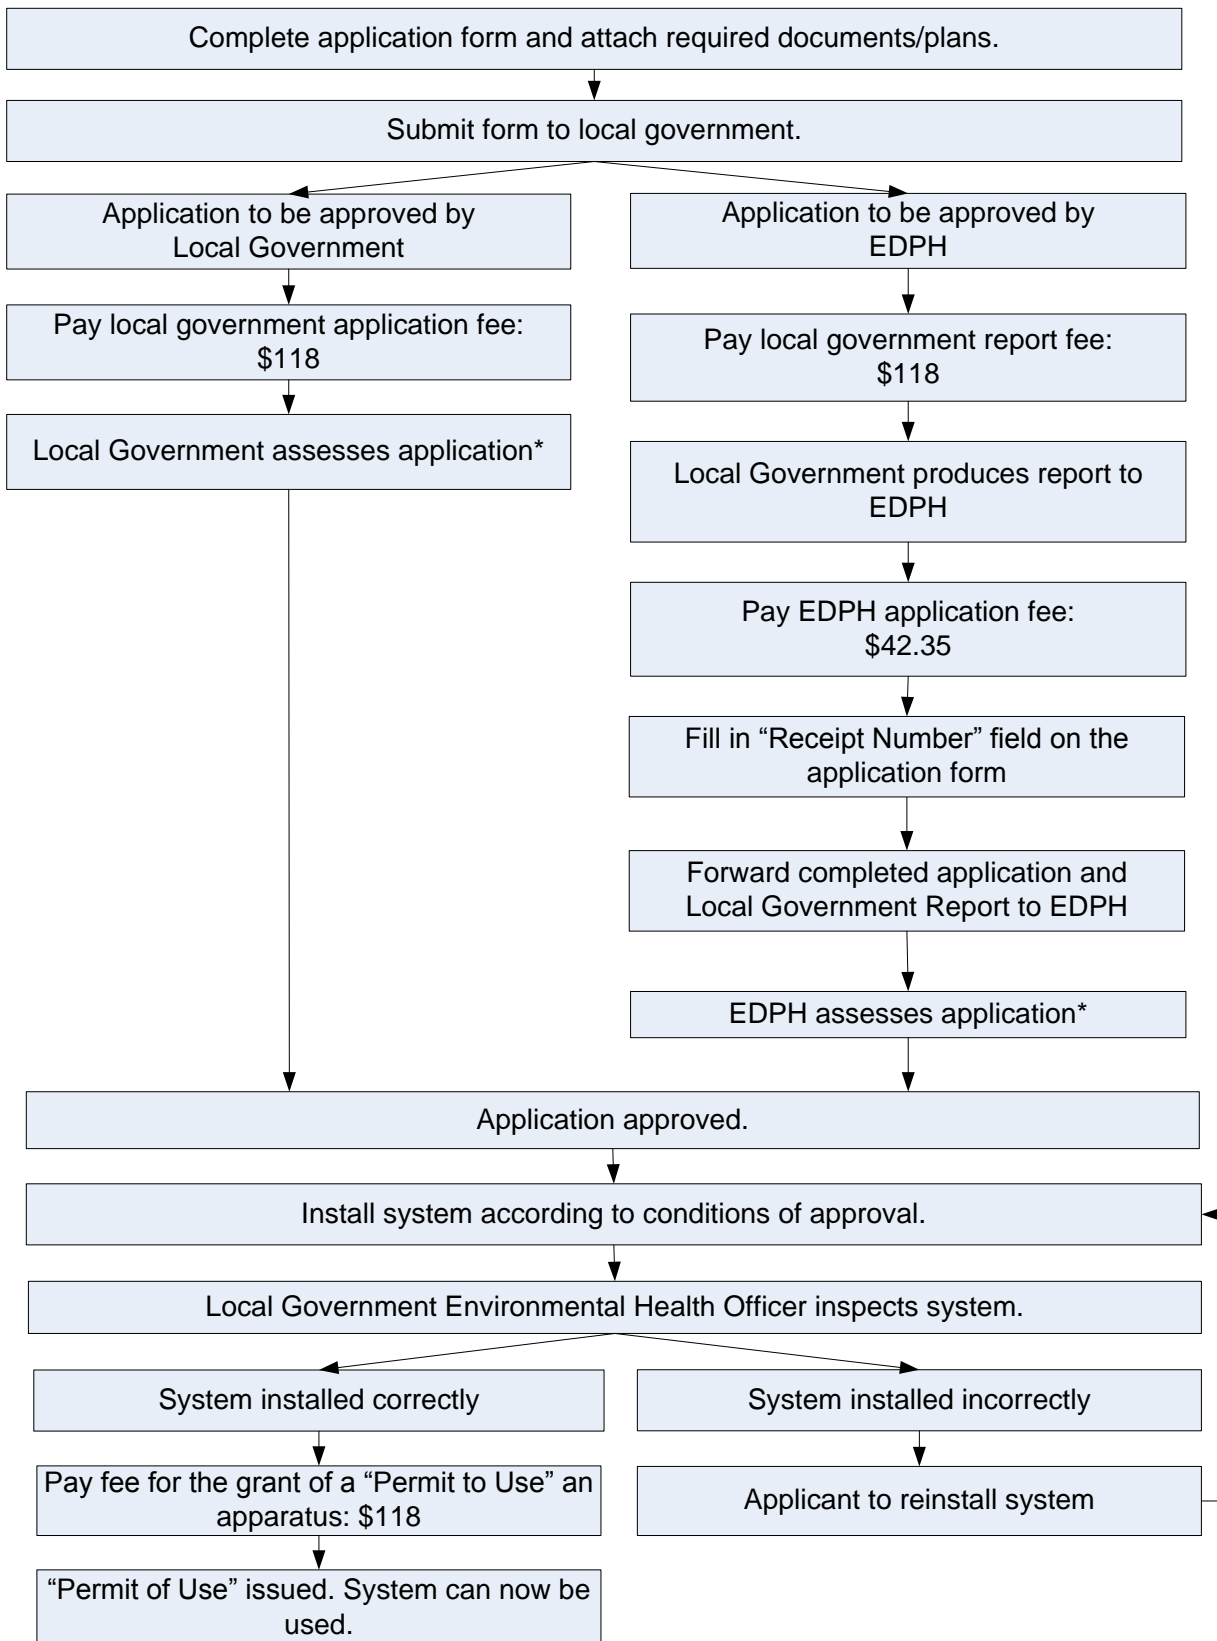 Complete application form and attach required documents/plans.
Submit form to local government.
Application to be approved by
Local Government
Pay local government application fee:
$118
Local Government assesses application*
Application to be approved by
EDPH
Pay local government report fee:
$118
Local Government produces report to
EDPH
Pay EDPH application fee:
$42.35
Fill in “Receipt Number” field on the
application form
Forward completed application and
Local Government Report to EDPH
EDPH assesses application*
Application approved.
Install system according to conditions of approval.
Local Government Environmental Health Officer inspects system.
System installed correctly
Pay fee for the grant of a “Permit to Use” an
apparatus: $118
“Permit of Use” issued. System can now be
used.
System installed incorrectly
Applicant to reinstall system